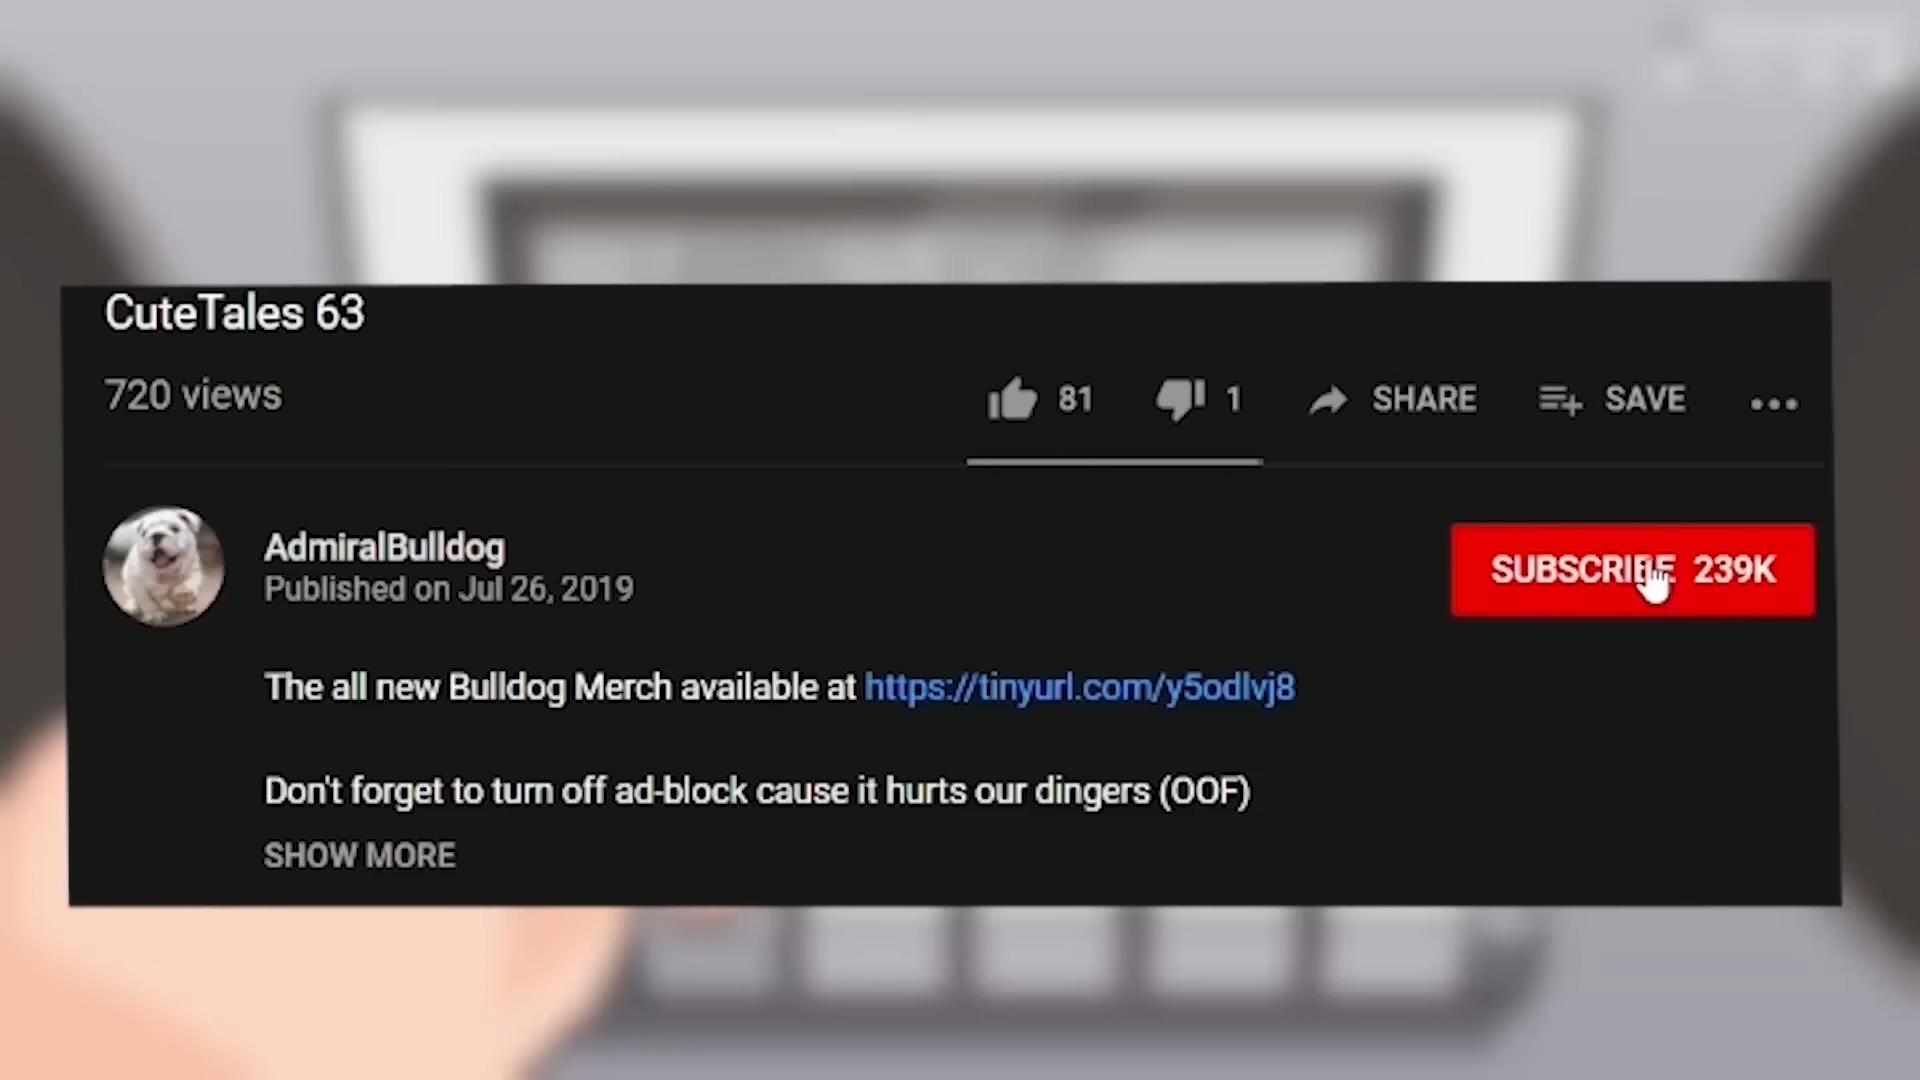 CuteTales 63
720 views
81 1 SHARE SAVE
AdmiralBulldog
SUBSCRIBE 239K
Published on Jul 26, 2019
The all new Bulldog Merch available at https://tinyurl.com/y5odlvj8
Don't forget to turn off ad-block cause it hurts our dingers (OOF)
SHOW MORE